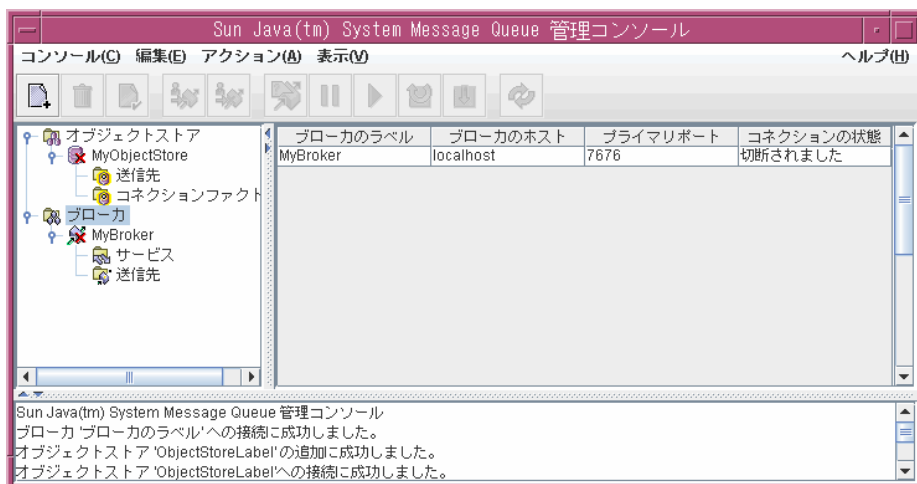 Sun Java(tm) System Message Queue 管理コンソール
コンソール(C) 編集(E) アクション(A) 表示(V) ヘルプ(H)
オブジェクトストア
MyObjectStore
送信先
コネクションファクト
ブローカ
MyBroker
サービス
送信先
ブローカのラベル ブローカのホスト プライマリポート コネクションの状態
MyBroker localhost 7676 切断されました
Sun Java(tm) System Message Queue 管理コンソール
ブローカ 'ブローカのラベル' への接続に成功しました。
オブジェクトストア 'ObjectStoreLabel' の追加に成功しました。
オブジェクトストア 'ObjectStoreLabel'への接続に成功しました。